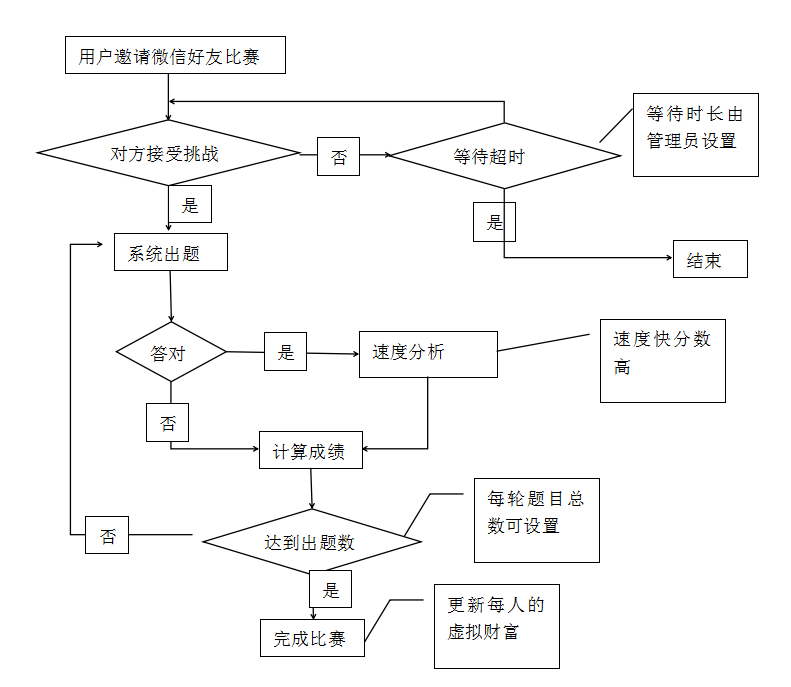 用户邀请微信好友比赛
等待时长由
管理员设置
对方接受挑战
否
等待超时
是
是
系统出题
结束
速度快分数
高
答对
是
速度分析
否
计算成绩
每轮题目总
数可设置
否
达到出题数
是
更新每人的
虚拟财富
完成比赛